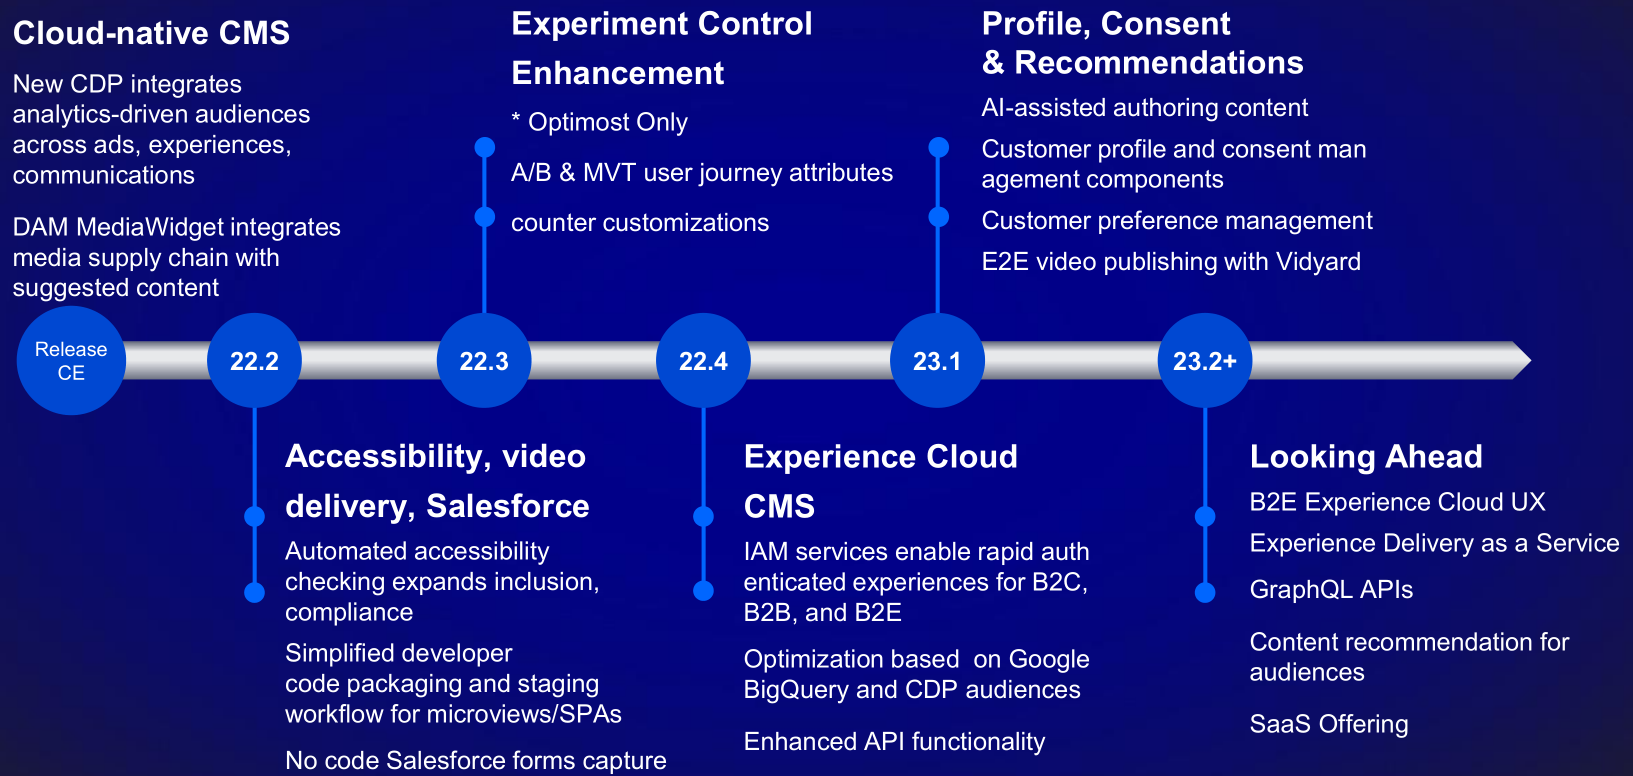 Cloud-native CMS
New CDP integrates
analytics-driven audiences
across ads, experiences,
communications
DAM MediaWidget integrates
media supply chain with
suggested content
Experiment Control
Enhancement
* Optimost Only
A/B & MVT user journey attributes
counter customizations
Profile, Consent
& Recommendations
AI-assisted authoring content
Customer profile and consent man
agement components
Customer preference management
E2E video publishing with Vidyard
Release
CE
22.2
22.3
22.4
23.1
23.2+
Accessibility, video
delivery, Salesforce
Automated accessibility
checking expands inclusion,
compliance
Simplified developer
code packaging and staging
workflow for microviews/SPAs
No code Salesforce forms capture
Experience Cloud
CMS
IAM services enable rapid auth
enticated experiences for B2C,
B2B, and B2E
Optimization based  on Google
BigQuery and CDP audiences
Enhanced API functionality
Looking Ahead
B2E Experience Cloud UX
Experience Delivery as a Service
GraphQL APIs
Content recommendation for
audiences
SaaS Offering